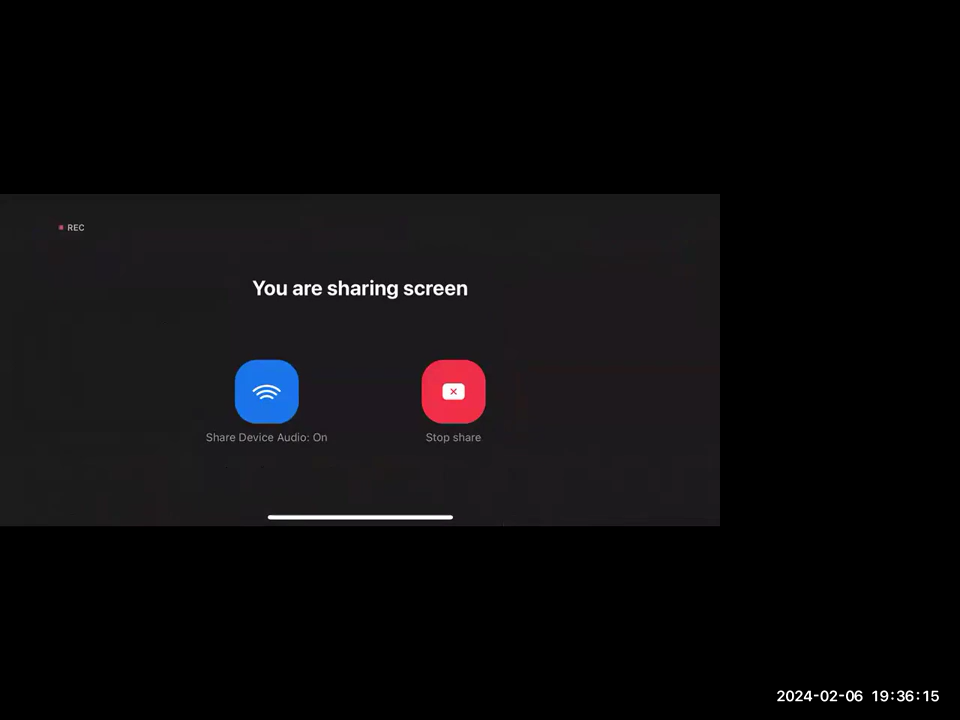 REC
You are sharing screen
Share Device Audio: On
Stop share
2024-02-06 19:36:15